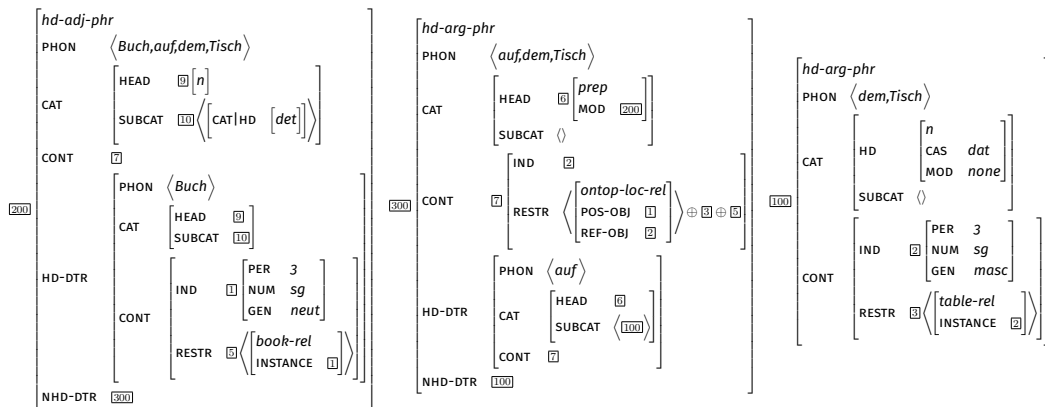 hd-adj-phr
PHON ⟨Buch,auf,dem,Tisch⟩
CAT
HEAD 9 [n]
SUBCAT 10 ⟨[CAT|HD [det]]⟩
CONT 7
200
HD-DTR
PHON ⟨Buch⟩
CAT
HEAD 9
SUBCAT 10
CONT
IND 1
PER 3
NUM sg
GEN neut
RESTR 5 ⟨
book-rel
INSTANCE 1
⟩
NHD-DTR 300
hd-arg-phr
PHON ⟨auf,dem,Tisch⟩
CAT
HEAD 6
prep
MOD 200
SUBCAT ⟨⟩
300
CONT 7
IND 2
RESTR ⟨
ontop-loc-rel
POS-OBJ 1
REF-OBJ 2
⟩ ⊕ 3 ⊕ 5
HD-DTR
PHON ⟨auf⟩
CAT
HEAD 6
SUBCAT ⟨100⟩
CONT 7
NHD-DTR 100
hd-arg-phr
PHON ⟨dem,Tisch⟩
CAT
HD
n
CAS dat
MOD none
SUBCAT ⟨⟩
100
CONT
IND 2
PER 3
NUM sg
GEN masc
RESTR 3 ⟨
table-rel
INSTANCE 2
⟩